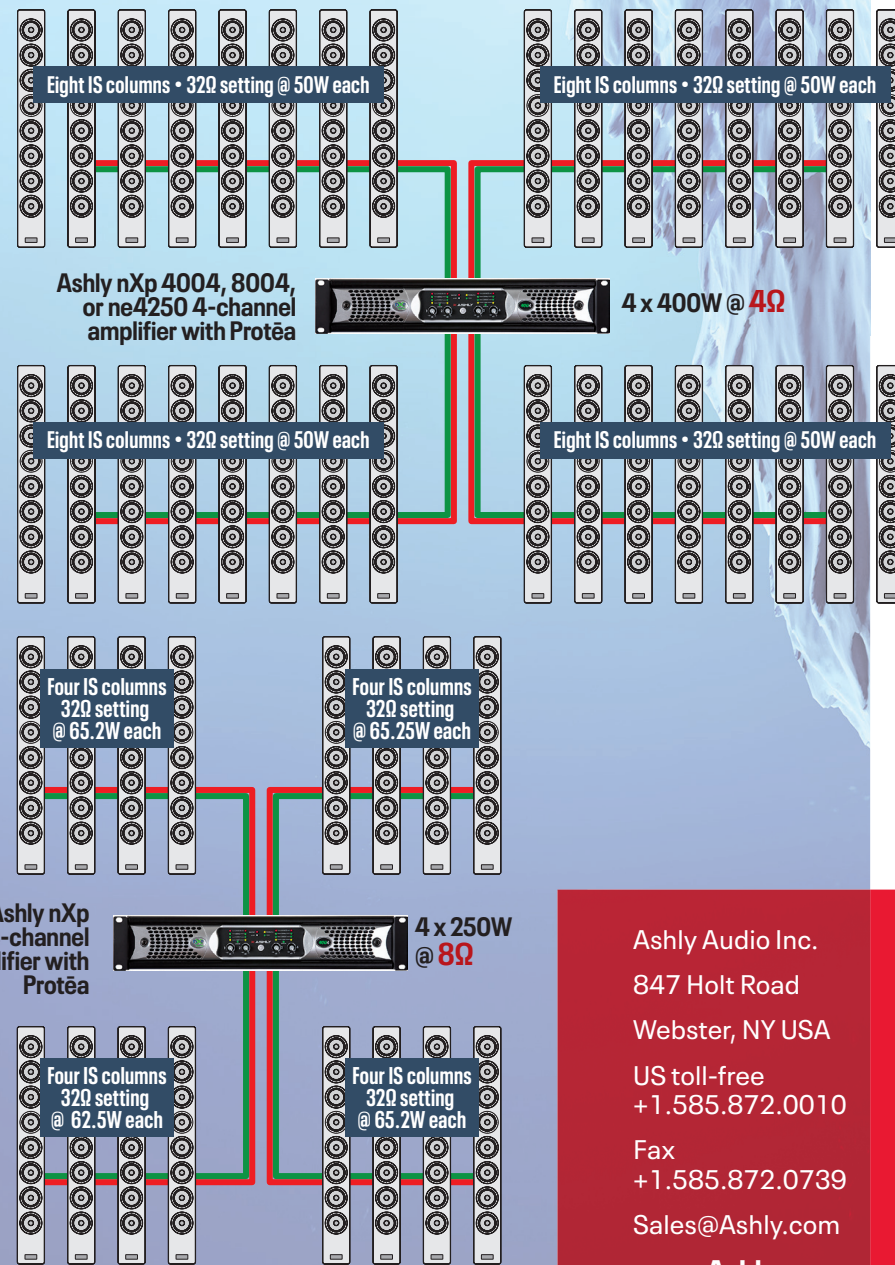 Eight IS columns • 32Ω setting @ 50W each
Eight IS columns • 32Ω setting @ 50W each
Ashly nXp 4004, 8004,
or ne4250 4-channel
amplifier with Protēa
4 x 400W @ 4Ω
Eight IS columns • 32Ω setting @ 50W each
Eight IS columns • 32Ω setting @ 50W each
Four IS columns
32Ω setting
@ 65.2W each
Four IS columns
32Ω setting
@ 65.25W each
Ashly nXp
-channel
lifier with
Protēa
ASHLY
4 x 250W
@ 8Ω
Four IS columns
32Ω setting
@ 62.5W each
Four IS columns
32Ω setting
@ 65.2W each
Ashly Audio Inc.
847 Holt Road
Webster, NY USA
US toll-free
+1.585.872.0010
Fax
+1.585.872.0739
Sales@Ashly.com